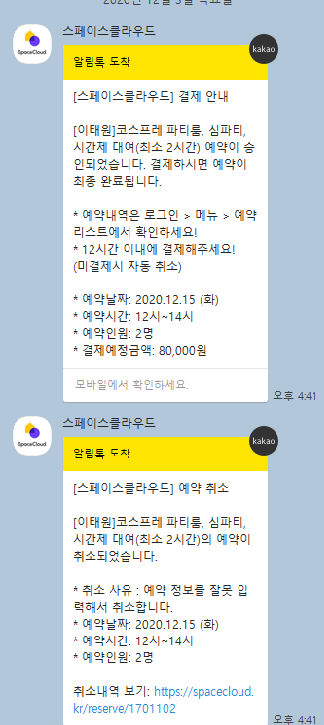 스페이스클라우드
kakao
알림톡 도착
SpaceCloud
[스페이스클라우드] 결제 안내
[이태원]코스프레 파티룸, 심파티,
시간제 대여(최소 2시간) 예약이 승
인되었습니다. 결제하시면 예약이
최종 완료됩니다.
* 예약내역은 로그인 > 메뉴 > 예약
리스트에서 확인하세요!
* 12시간 이내에 결제해주세요!
(미결제시 자동 취소)
* 예약날짜: 2020.12.15 (화)
* 예약시간: 12시~14시
* 예약인원: 2명
* 결제예정금액: 80,000원
모바일에서 확인하세요.
오후 4:41
스페이스클라우드
kakao
알림톡 도착
SpaceCloud
[스페이스클라우드] 예약 취소
[이태원]코스프레 파티룸, 심파티,
시간제 대여(최소 2시간)의 예약이
취소되었습니다.
* 취소 사유 : 예약 정보를 잘못 입
력해서 취소합니다.
* 예약날짜: 2020.12.15 (화)
* 예약시간: 12시~14시
* 예약인원: 2명
취소내역 보기: https://spacecloud.
kr/reserve/1701102
오후 4:41